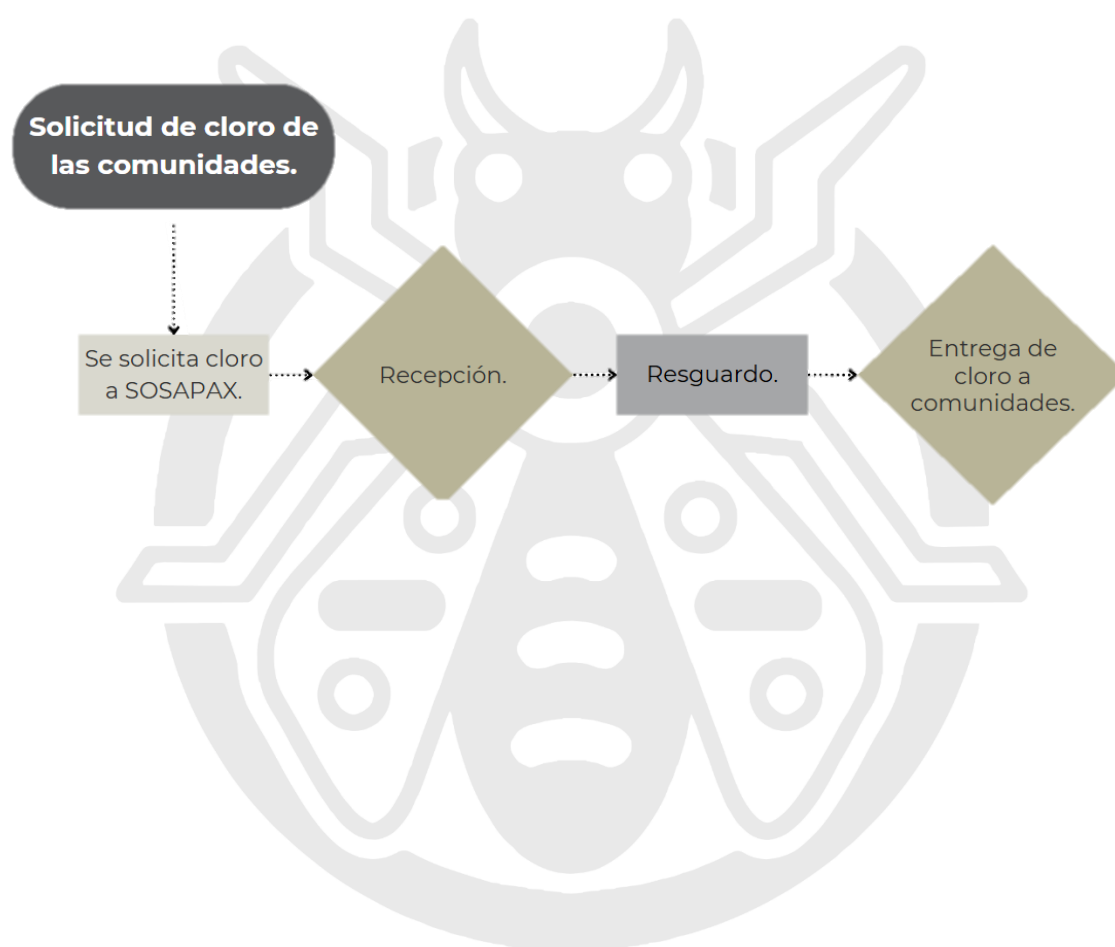 Solicitud de cloro de
las comunidades.
Se solicita cloro
a SOSAPAX.
Recepción.
Resguardo.
Entrega de
cloro a
comunidades.